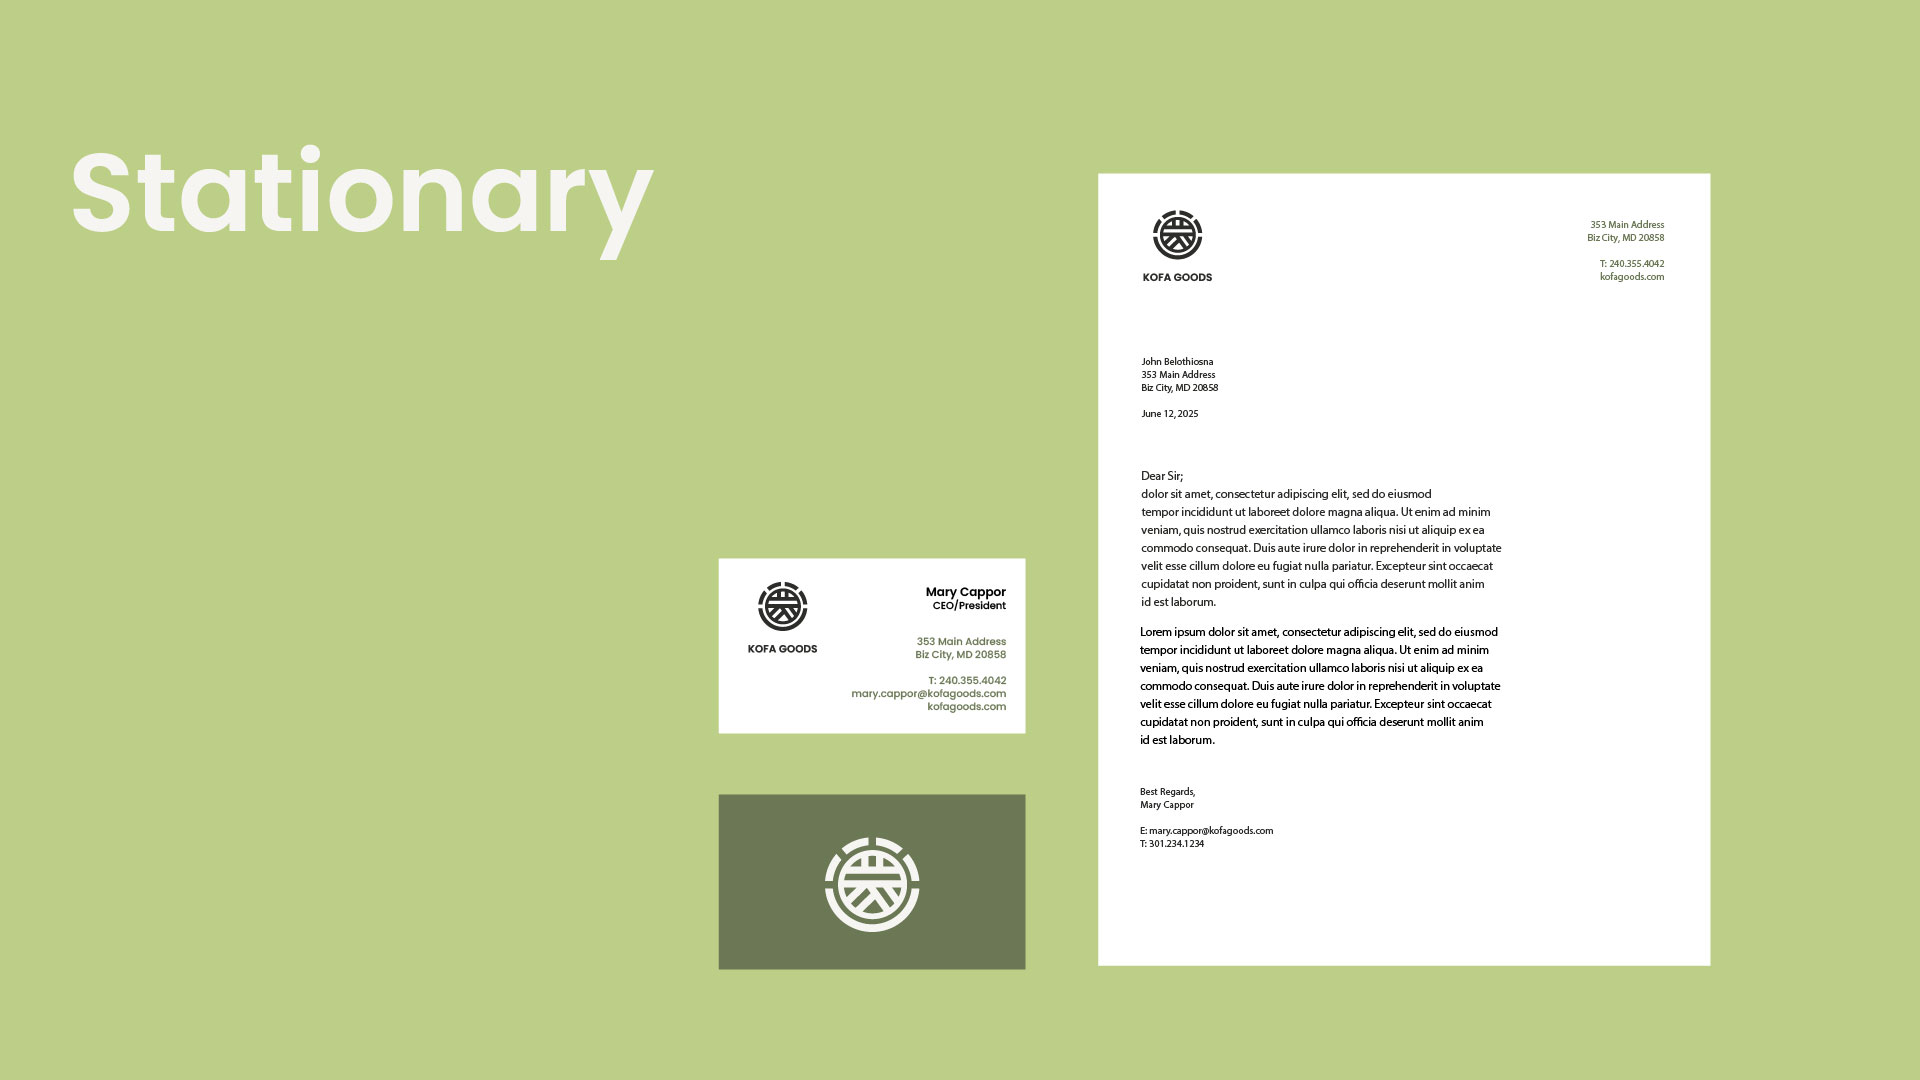 Stationary
KOFA GOODS
Mary Cappor
CEO/President
353 Main Address
Biz City, MD 20858
T: 240.355.4042
mary.cappor@kofagoods.com
kofagoods.com
KOFA GOODS
353 Main Address
Biz City, MD 20858
T: 240.355.4042
kofagoods.com
John Belothiosna
353 Main Address
Biz City, MD 20858
June 12, 2025
Dear Sir;
dolor sit amet, consectetur adipiscing elit, sed do eiusmod
tempor incididunt ut laboreet dolore magna aliqua. Ut enim ad minim
veniam, quis nostrud exercitation ullamco laboris nisi ut aliquip ex ea
commodo consequat. Duis aute irure dolor in reprehenderit in voluptate
velit esse cillum dolore eu fugiat nulla pariatur. Excepteur sint occaecat
cupidatat non proident, sunt in culpa qui officia deserunt mollit anim
id est laborum.
Lorem ipsum dolor sit amet, consectetur adipiscing elit, sed do eiusmod
tempor incididunt ut laboreet dolore magna aliqua. Ut enim ad minim
veniam, quis nostrud exercitation ullamco laboris nisi ut aliquip ex ea
commodo consequat. Duis aute irure dolor in reprehenderit in voluptate
velit esse cillum dolore eu fugiat nulla pariatur. Excepteur sint occaecat
cupidatat non proident, sunt in culpa qui officia deserunt mollit anim
id est laborum.
Best Regards,
Mary Cappor
E: mary.cappor@kofagoods.com
T: 301.234.1234